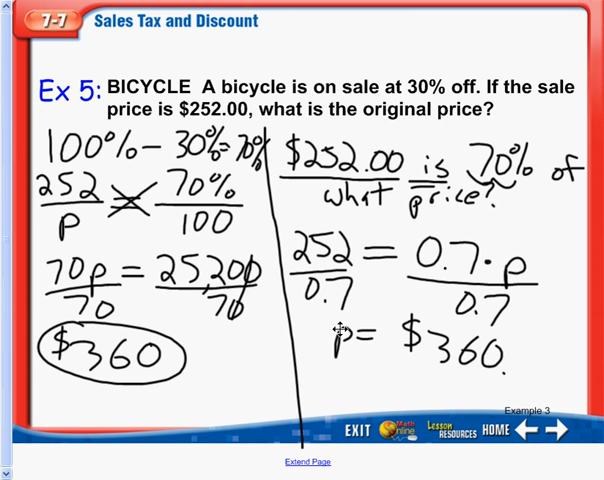 7-7 Sales Tax and Discount
Ex 5: BICYCLE A bicycle is on sale at 30% off. If the sale
price is $252.00, what is the original price?
100% - 30% = 70%
252 70%
P 100
70p = 25,200
70 70
$360
$252.00 is 70% of
what price?
252 = 0.7 · p
0.7 0.7
p = $360.
Example 3
EXIT Math Online Lesson RESOURCES HOME
Extend Page